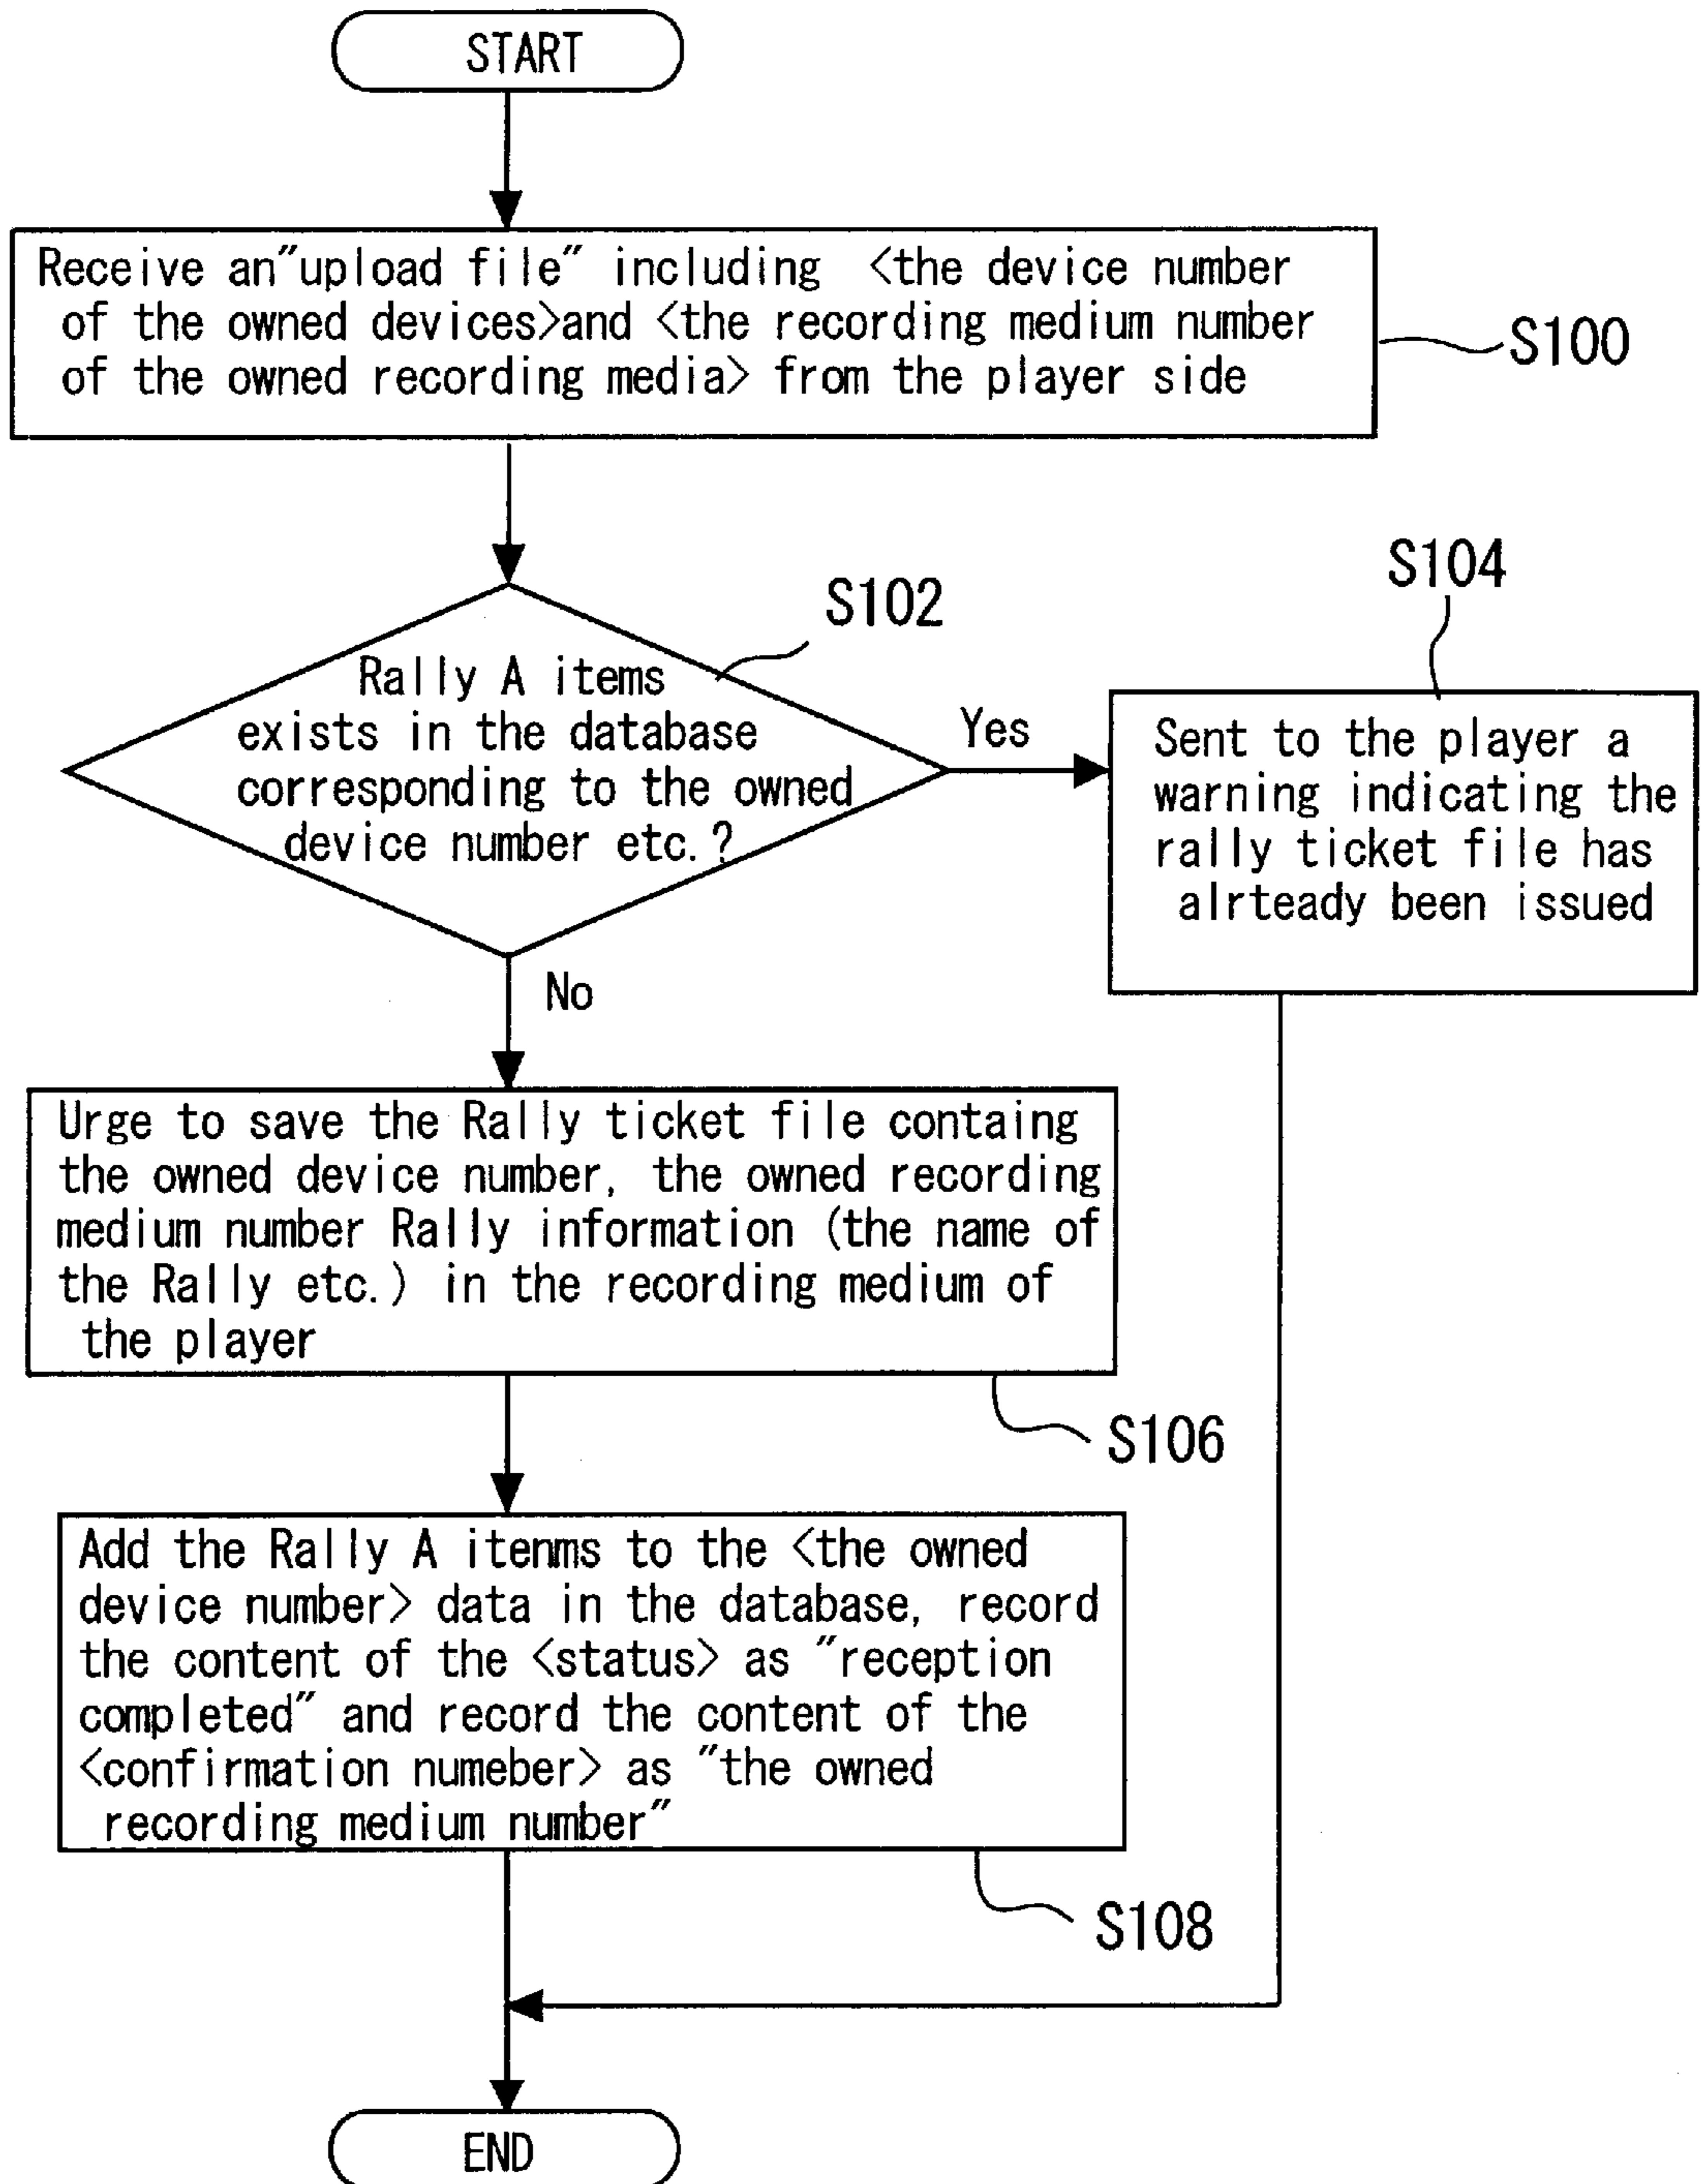 START
Receive an"upload file" including <the device number
of the owned devices>and <the recording medium number
of the owned recording media> from the player side
S100
S102
S104
Rally A items
exists in the database
corresponding to the owned
device number etc.?
Yes
Sent to the player a
warning indicating the
rally ticket file has
alrteady been issued
No
Urge to save the Rally ticket file containg
the owned device number, the owned recording
medium number Rally information (the name of
the Rally etc.) in the recording medium of
the player
S106
Add the Rally A itenms to the <the owned
device number> data in the database, record
the content of the <status> as "reception
completed" and record the content of the
<confirmation numeber> as "the owned
recording medium number"
S108
END